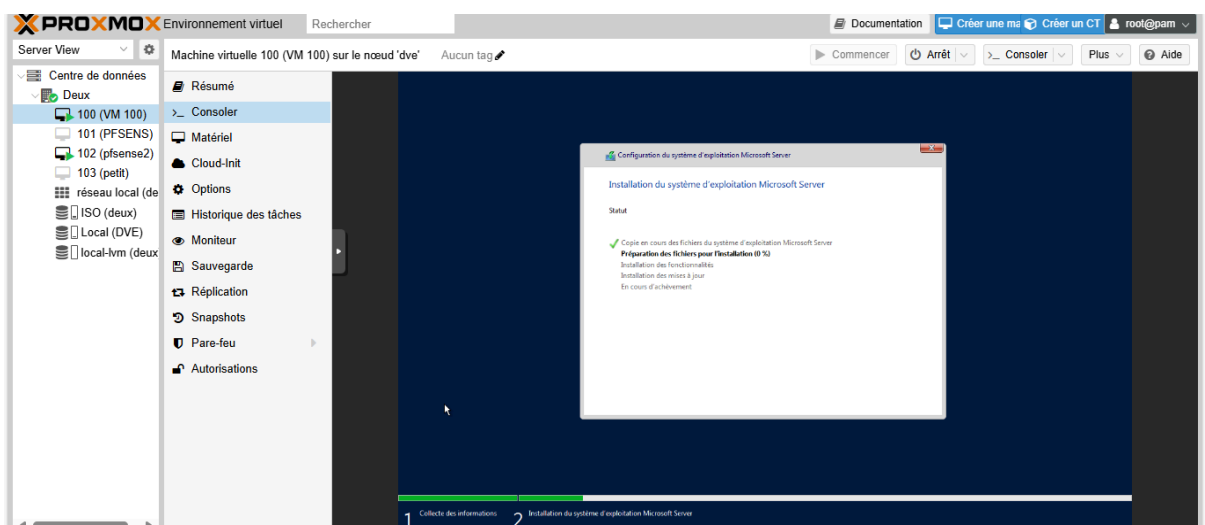 PROXMOX Environnement virtuel Rechercher Documentation Créer une ma Créer un CT root@pam
Server View Machine virtuelle 100 (VM 100) sur le nœud 'dve' Aucun tag Commencer Arrêt >_ Consoler Plus Aide
Centre de données
Deux
100 (VM 100)
101 (PFSENS)
102 (pfsense2)
103 (petit)
réseau local (de
ISO (deux)
Local (DVE)
local-lvm (deux
Résumé
>_ Consoler
Matériel
Cloud-Init
Options
Historique des tâches
Moniteur
Sauvegarde
Réplication
Snapshots
Pare-feu
Autorisations
Configuration du système d'exploitation Microsoft Server
Installation du système d'exploitation Microsoft Server
Statut
Copie en cours des fichiers du système d'exploitation Microsoft Server
Préparation des fichiers pour l'installation (0 %)
Installation des fonctionnalités
Installation des mises à jour
En cours d'achèvement
1 Collecte des informations 2 Installation du système d'exploitation Microsoft Server